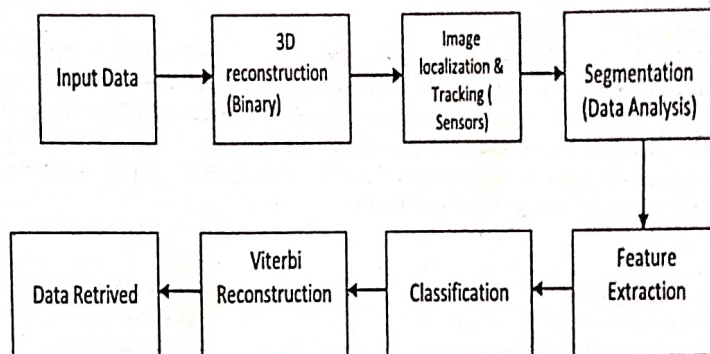 Input Data
3D
reconstruction
(Binary)
Image
localization &
Tracking (
Sensors)
Segmentation
(Data Analysis)
Feature
Extraction
Classification
Viterbi
Reconstruction
Data Retrived